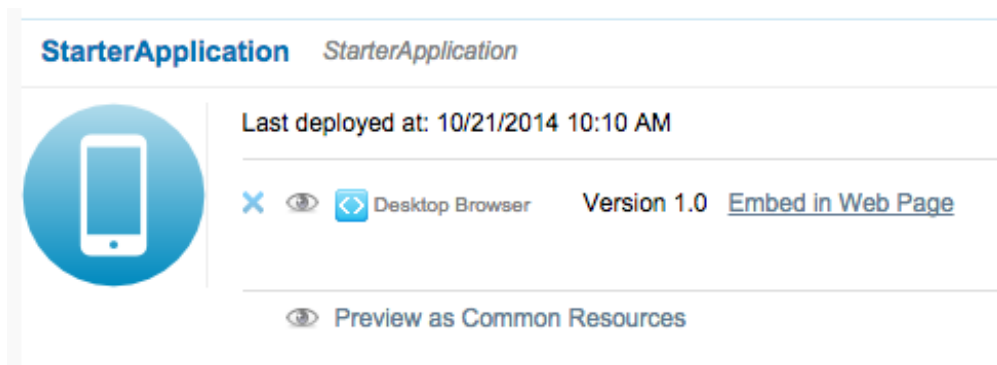 StarterApplication StarterApplication
Last deployed at: 10/21/2014 10:10 AM
Desktop Browser Version 1.0 Embed in Web Page
Preview as Common Resources